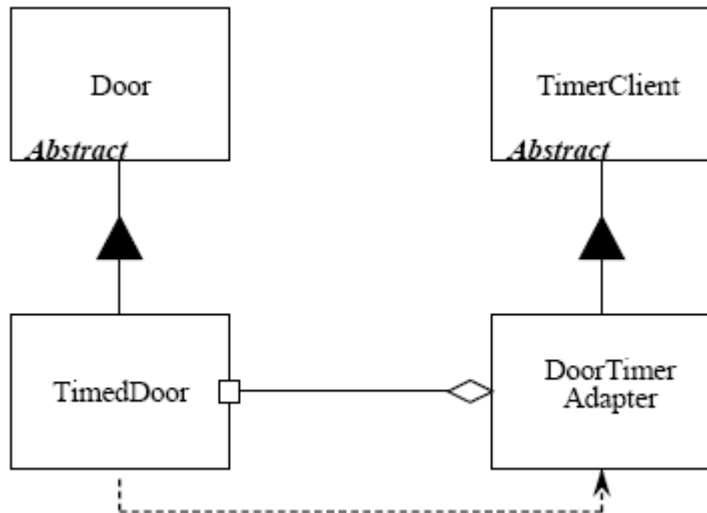 Door
TimerClient
Abstract
Abstract
TimedDoor
DoorTimer
Adapter